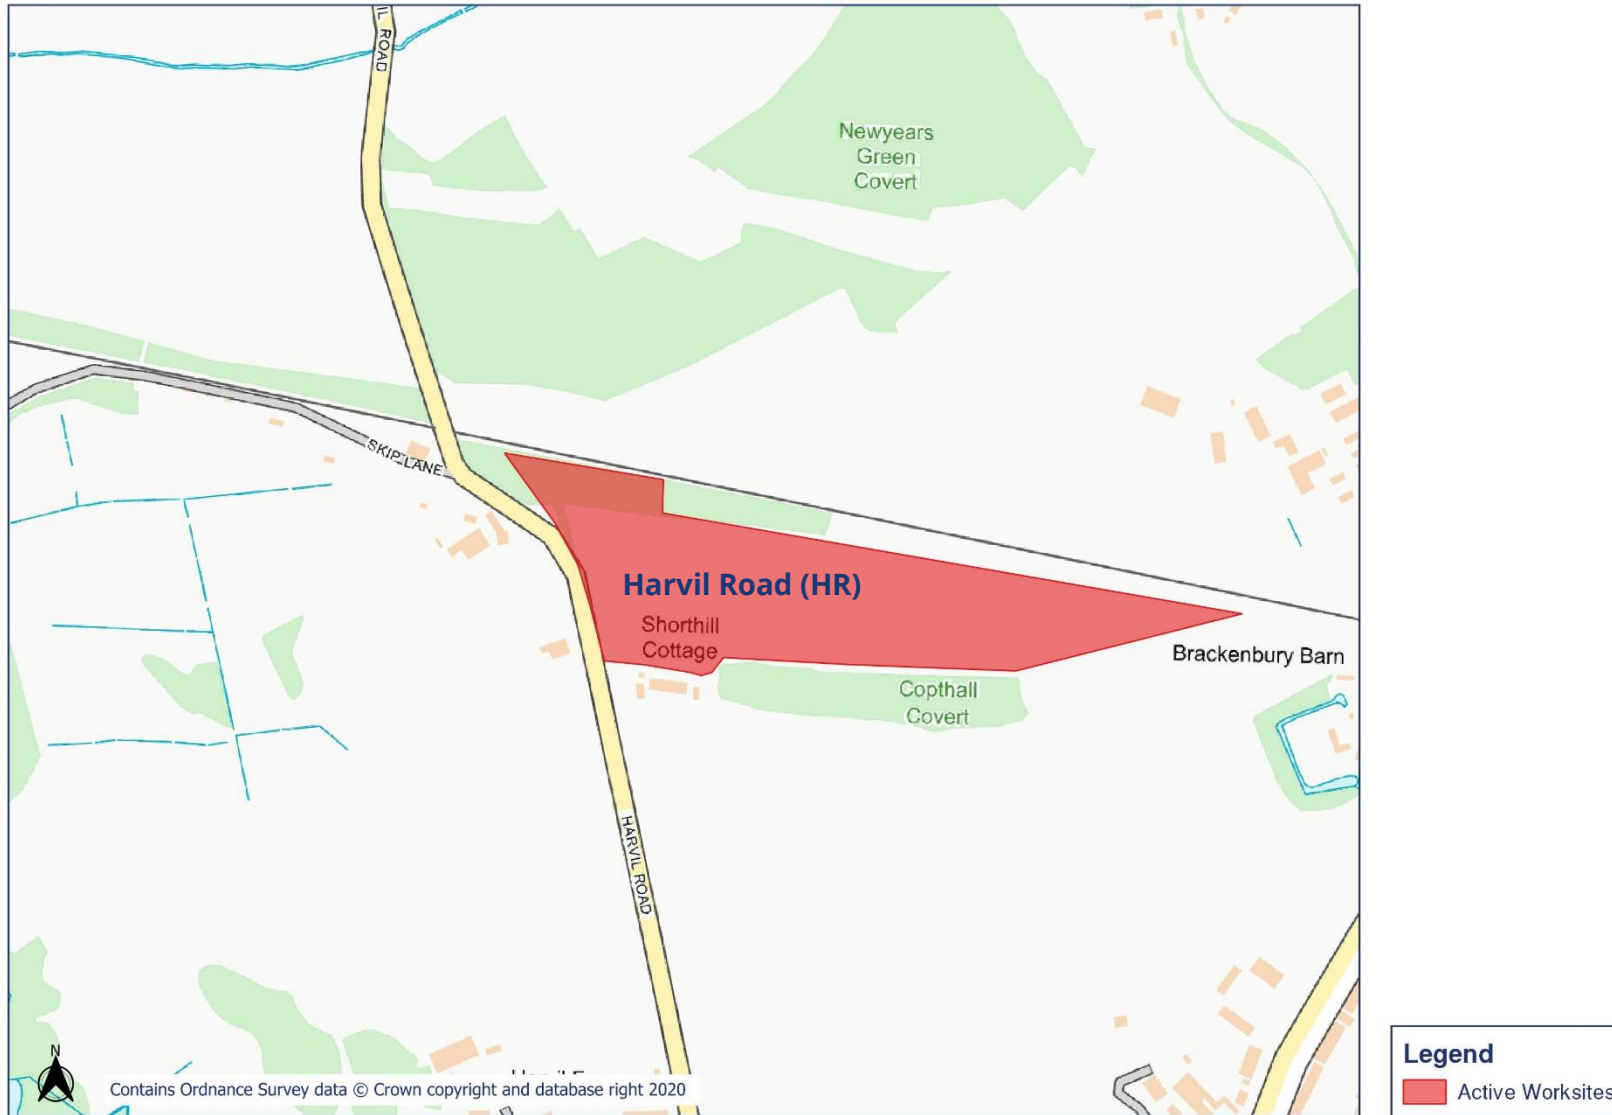 IL ROAD
Newyears
Green
Covert
SKIP LANE
Harvil Road (HR)
Shorthill
Cottage
Brackenbury Barn
Copthall
Covert
HARVIL ROAD
N
Contains Ordnance Survey data © Crown copyright and database right 2020
Legend
Active Worksites